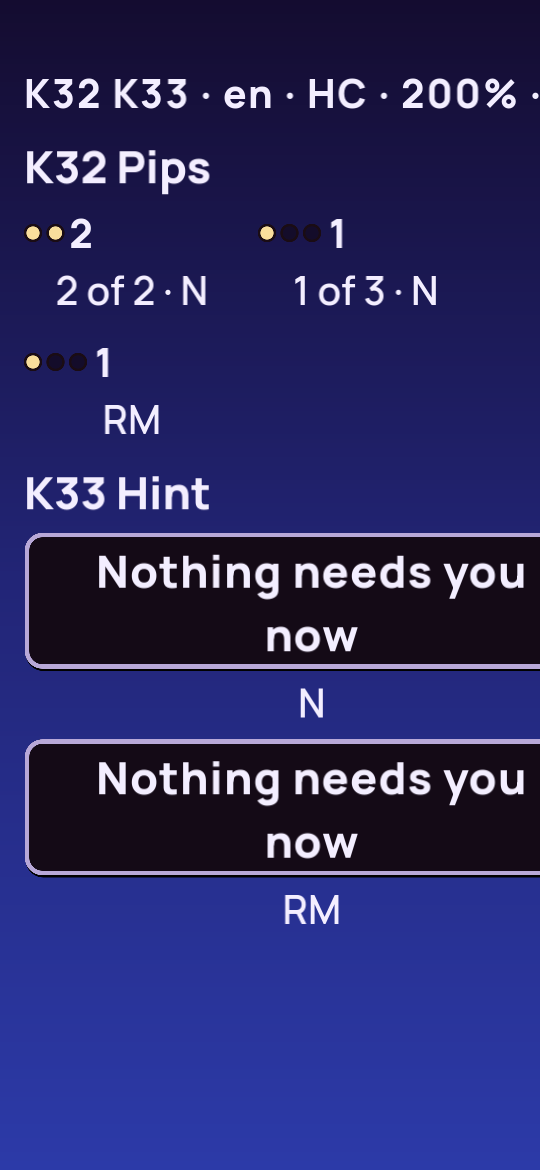 K32 K33 · en · HC · 200% ·
K32 Pips
2 1
2 of 2 · N 1 of 3 · N
1
RM
K33 Hint
Nothing needs you
now
N
Nothing needs you
now
RM